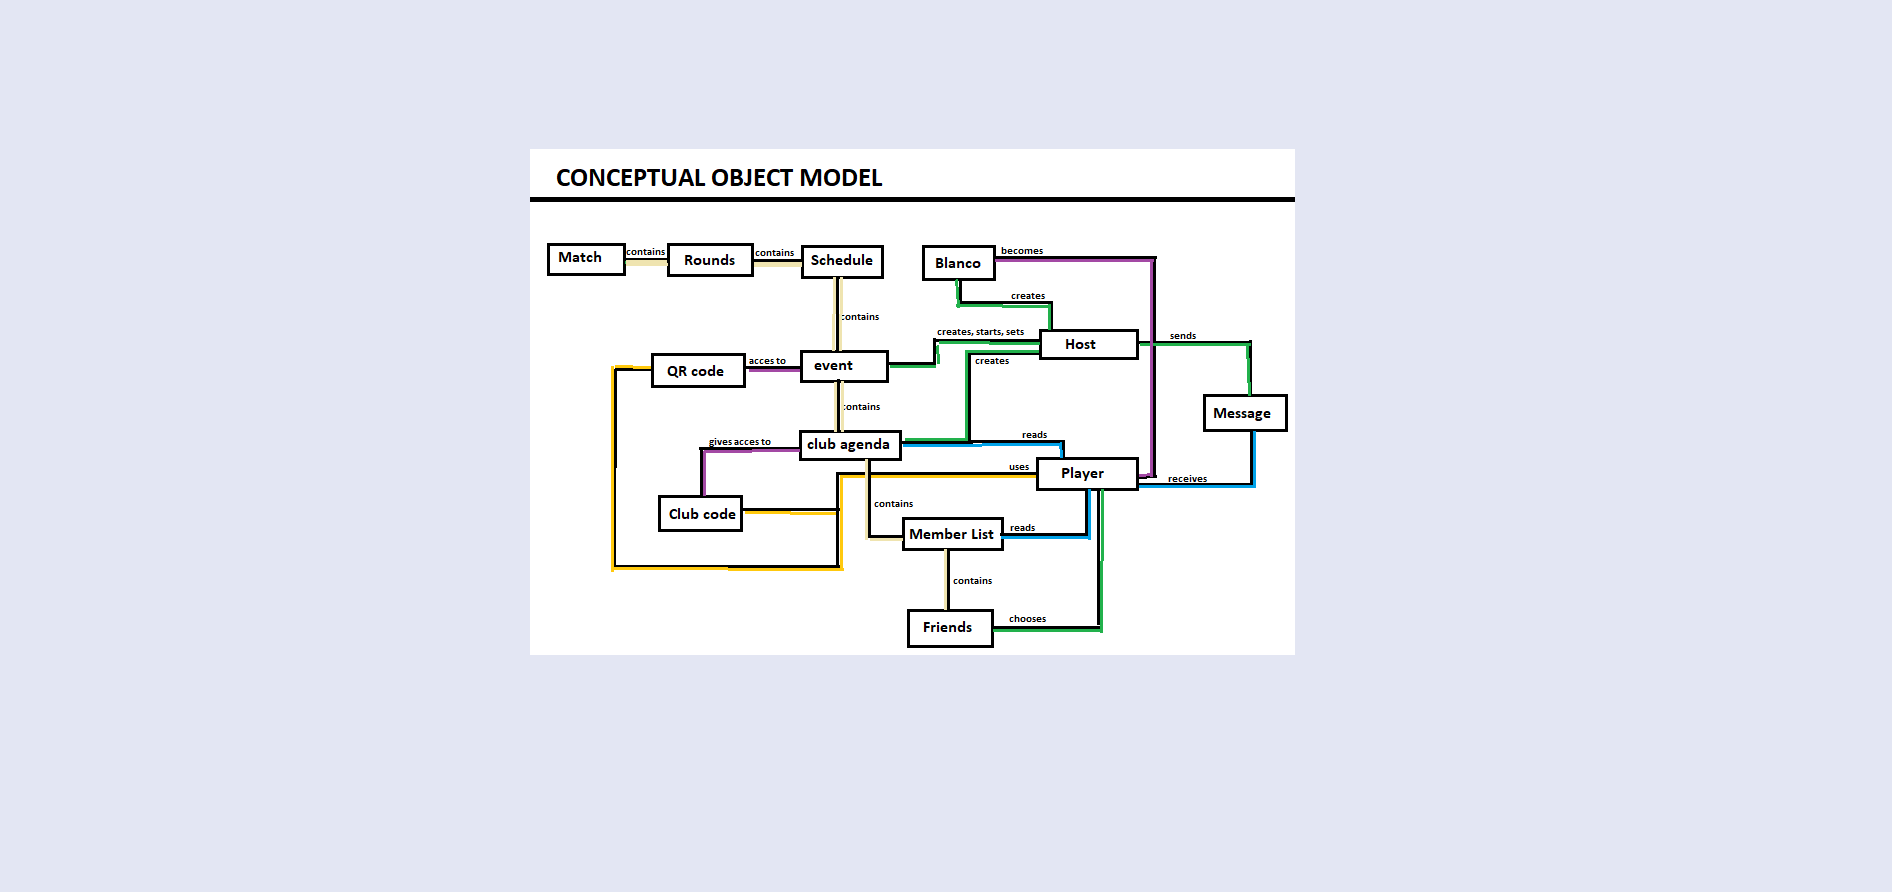 CONCEPTUAL OBJECT MODEL
Match
contains
Rounds
contains
Schedule
Blanco
becomes
creates
contains
creates, starts, sets
Host
sends
QR code
acces to
event
creates
contains
Message
gives acces to
club agenda
reads
uses
Player
receives
contains
Club code
Member List
reads
contains
Friends
chooses